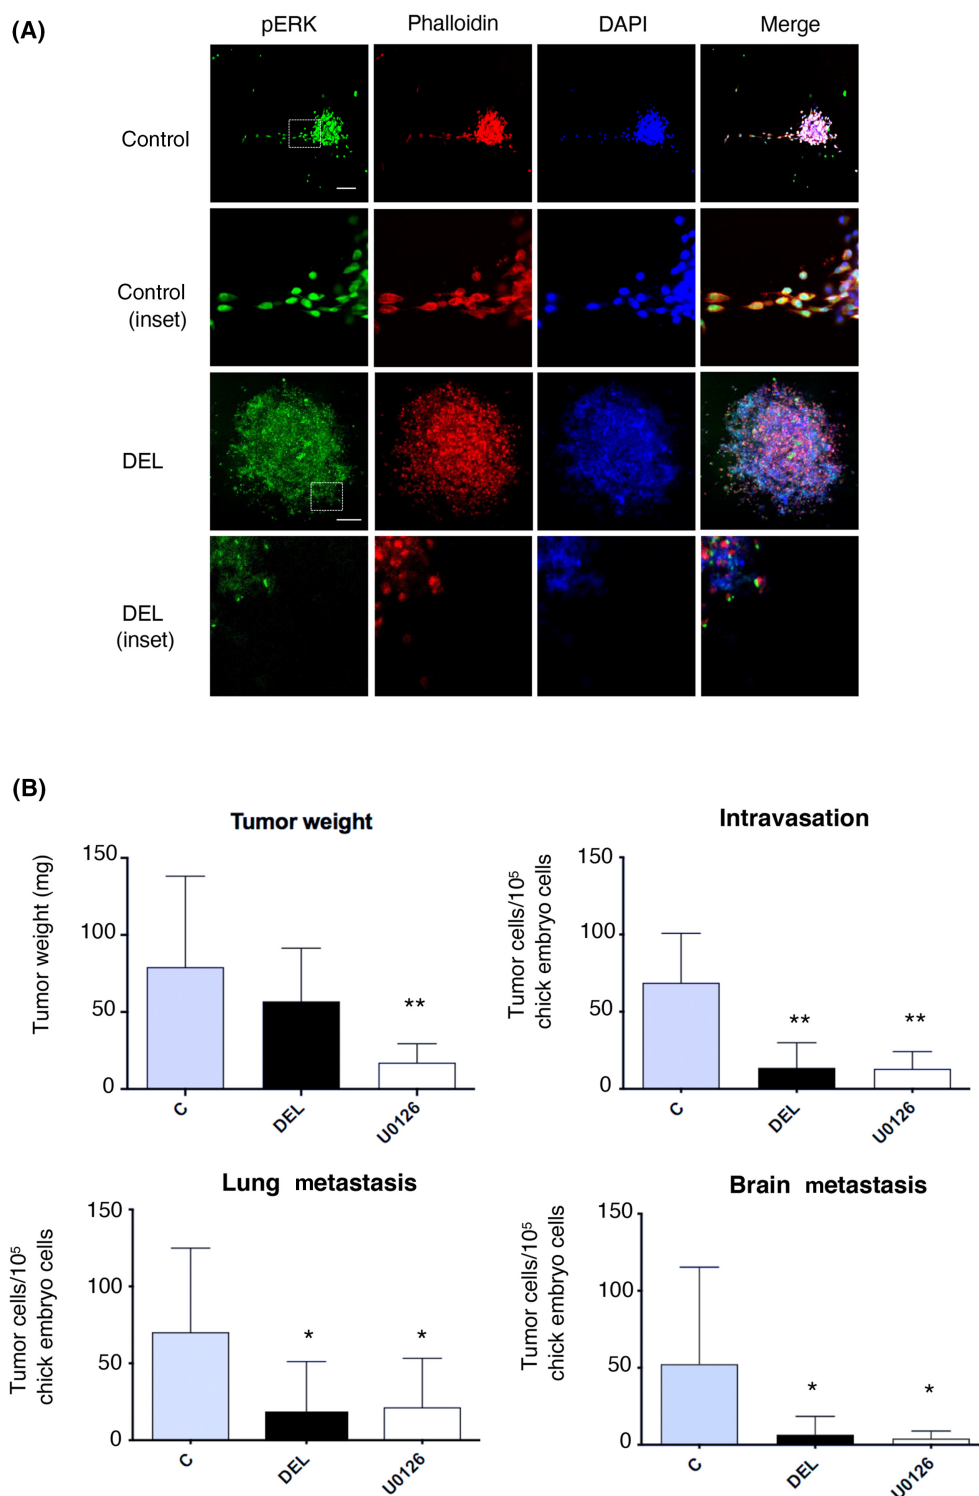 (A)
pERK Phalloidin DAPI Merge
Control
Control
(inset)
DEL
DEL
(inset)
(B)
Tumor weight
Tumor weight (mg)
150
100
50
0
**
C DEL U0126
Intravasation
Tumor cells/10⁵
chick embryo cells
150
100
50
0
** **
C DEL U0126
Lung metastasis
Tumor cells/10⁵
chick embryo cells
150
100
50
0
* *
C DEL U0126
Brain metastasis
Tumor cells/10⁵
chick embryo cells
150
100
50
0
* *
C DEL U0126